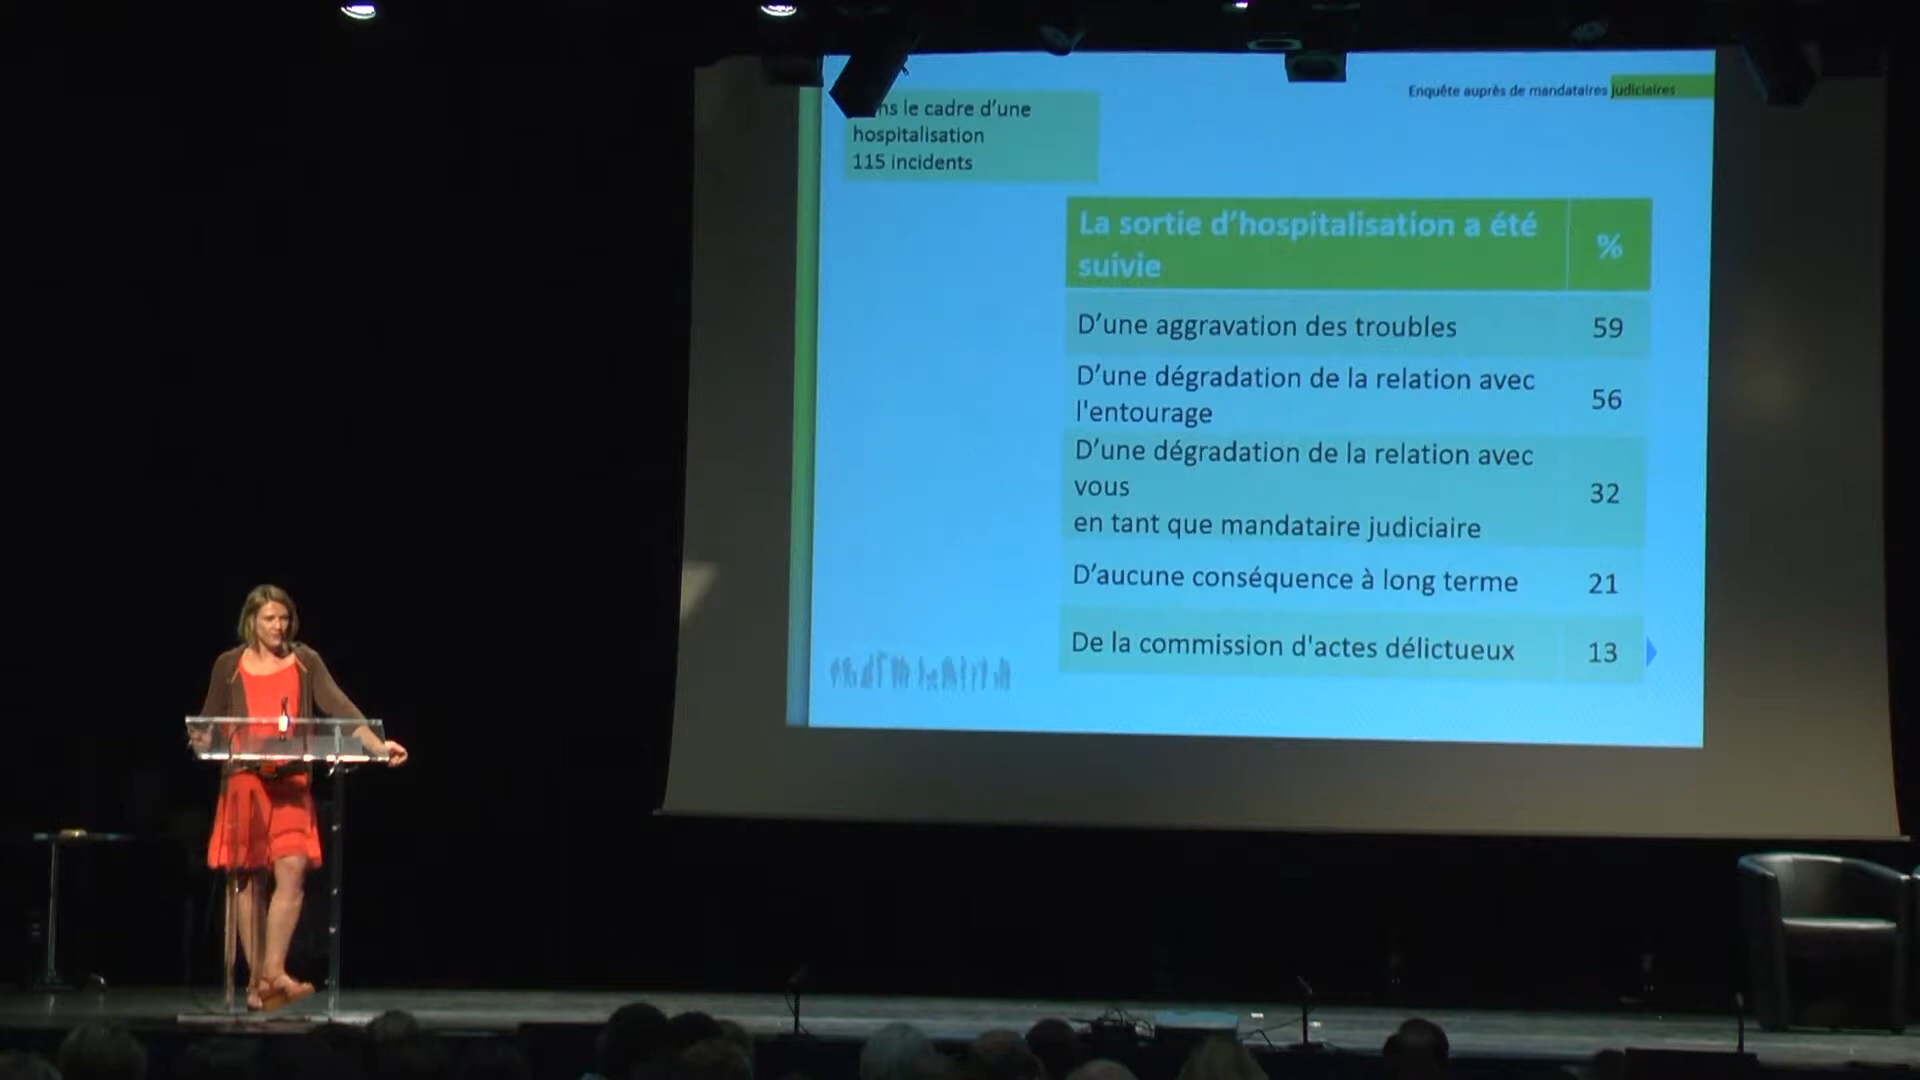 Enquête auprès de mandataires judiciaires
le cadre d’une
hospitalisation
115 incidents
La sortie d’hospitalisation a été
suivie
%
D’une aggravation des troubles
59
D’une dégradation de la relation avec
l'entourage
56
D’une dégradation de la relation avec
vous
en tant que mandataire judiciaire
32
D’aucune conséquence à long terme
21
De la commission d'actes délictueux
13